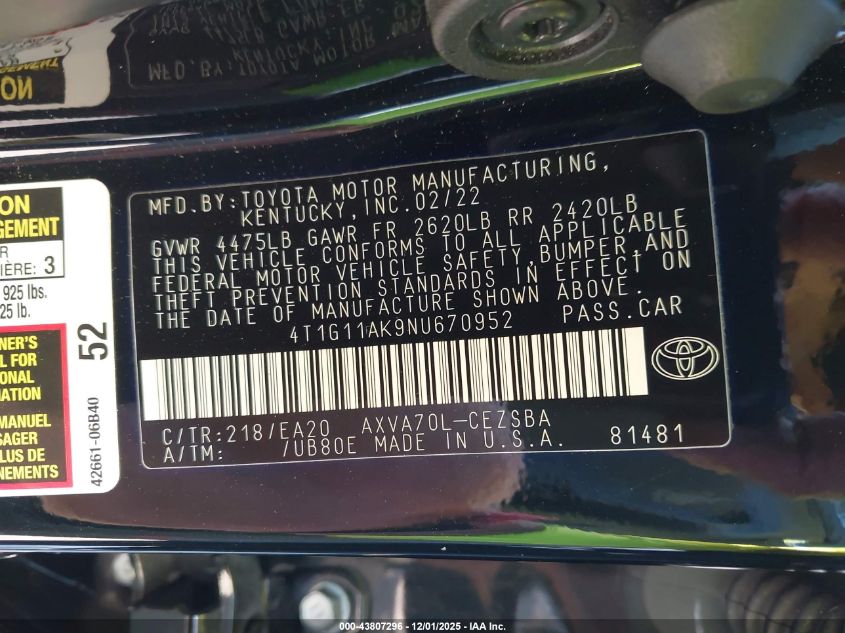 MFD.BY:TOYOTA MOTOR MANUFACTURING,
KENTUCKY,INC.02/22
GVWR 4475LB GAWR FR 2620LB RR 2420LB
THIS VEHICLE CONFORMS TO ALL APPLICABLE
FEDERAL MOTOR VEHICLE SAFETY,BUMPER,AND
THEFT PREVENTION STANDARDS IN EFFECT ON
THE DATE OF MANUFACTURE SHOWN ABOVE.
4T1G11AK9NU670952 PASS.CAR
C/TR:218/EA20 AXVA70L-CEZSBA
A/TM: /UB80E MADE IN U.S.A. 81481
ON
GEMENT
R
IÈRE: 3
925 lbs.
25 lb.
NER'S
L FOR
ONAL
MATION
MANUEL
SAGER
LUS DE
NEMENTS
52
42661-06B40
000-43807296 - 12/01/2025 - IAA Inc.